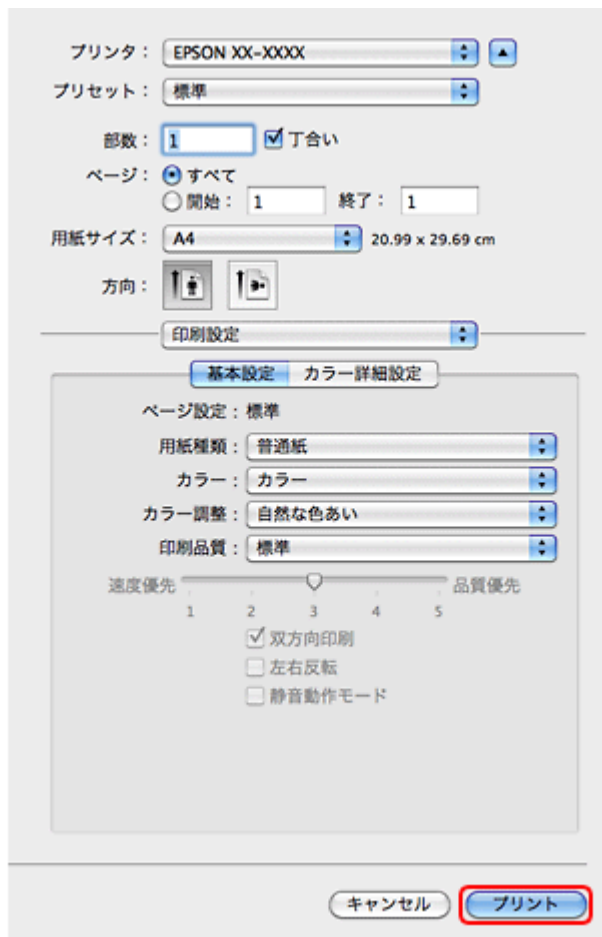 プリンタ： EPSON XX-XXXX
プリセット： 標準
部数： 1 丁合い
ページ： すべて
開始： 1 終了： 1
用紙サイズ： A4 20.99 x 29.69 cm
方向：
印刷設定
基本設定 カラー詳細設定
ページ設定：標準
用紙種類： 普通紙
カラー： カラー
カラー調整： 自然な色あい
印刷品質： 標準
速度優先 品質優先
1 2 3 4 5
双方向印刷
左右反転
静音動作モード
キャンセル プリント